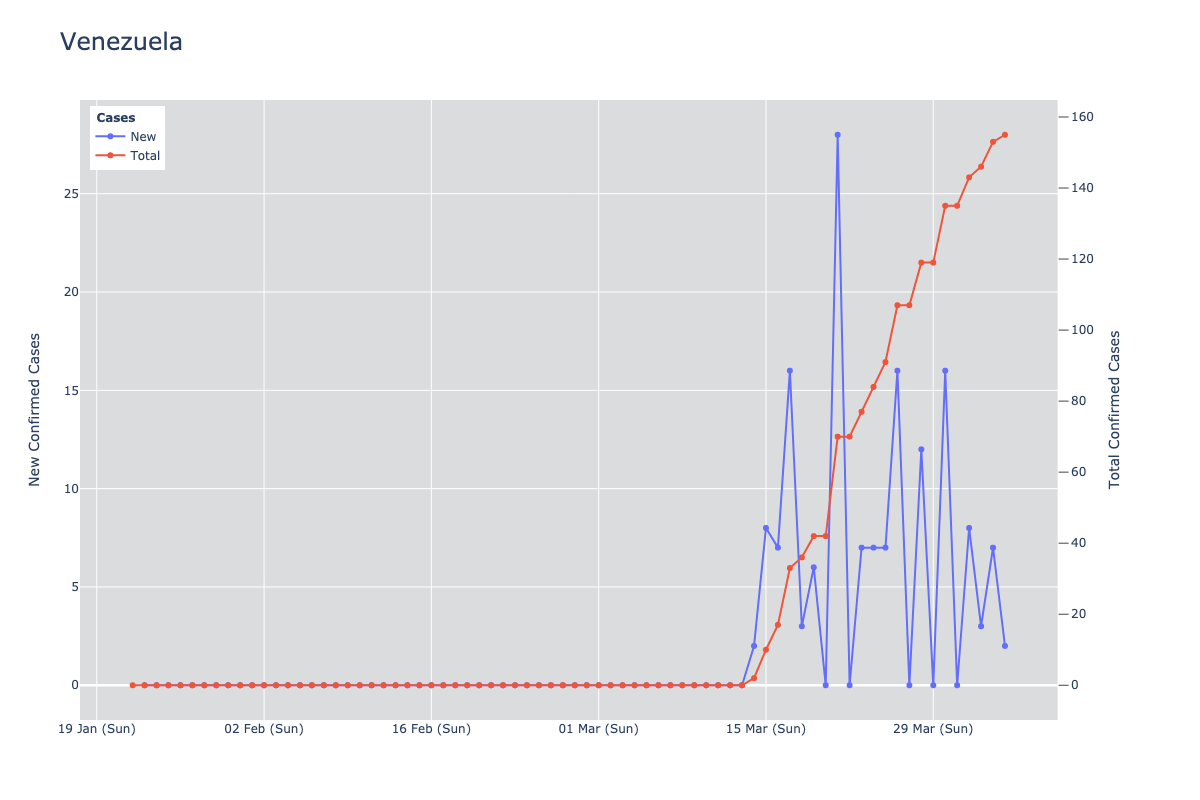 Venezuela
Cases
New
Total
25
20
15
10
5
0
New Confirmed Cases
160
140
120
100
80
60
40
20
0
Total Confirmed Cases
19 Jan (Sun)
02 Feb (Sun)
16 Feb (Sun)
01 Mar (Sun)
15 Mar (Sun)
29 Mar (Sun)